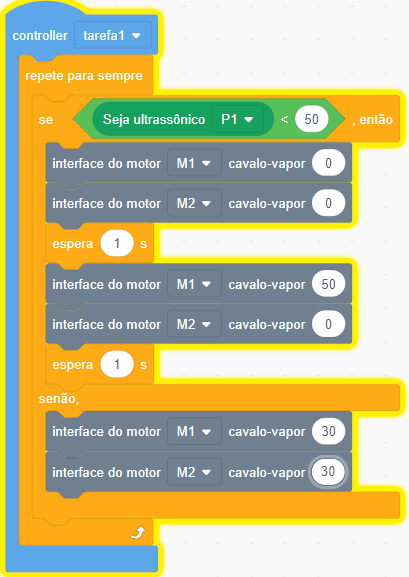 controller tarefa1
repete para sempre
se Seja ultrassônico P1 < 50 , então
interface do motor M1 cavalo-vapor 0
interface do motor M2 cavalo-vapor 0
espera 1 s
interface do motor M1 cavalo-vapor 50
interface do motor M2 cavalo-vapor 0
espera 1 s
senão,
interface do motor M1 cavalo-vapor 30
interface do motor M2 cavalo-vapor 30